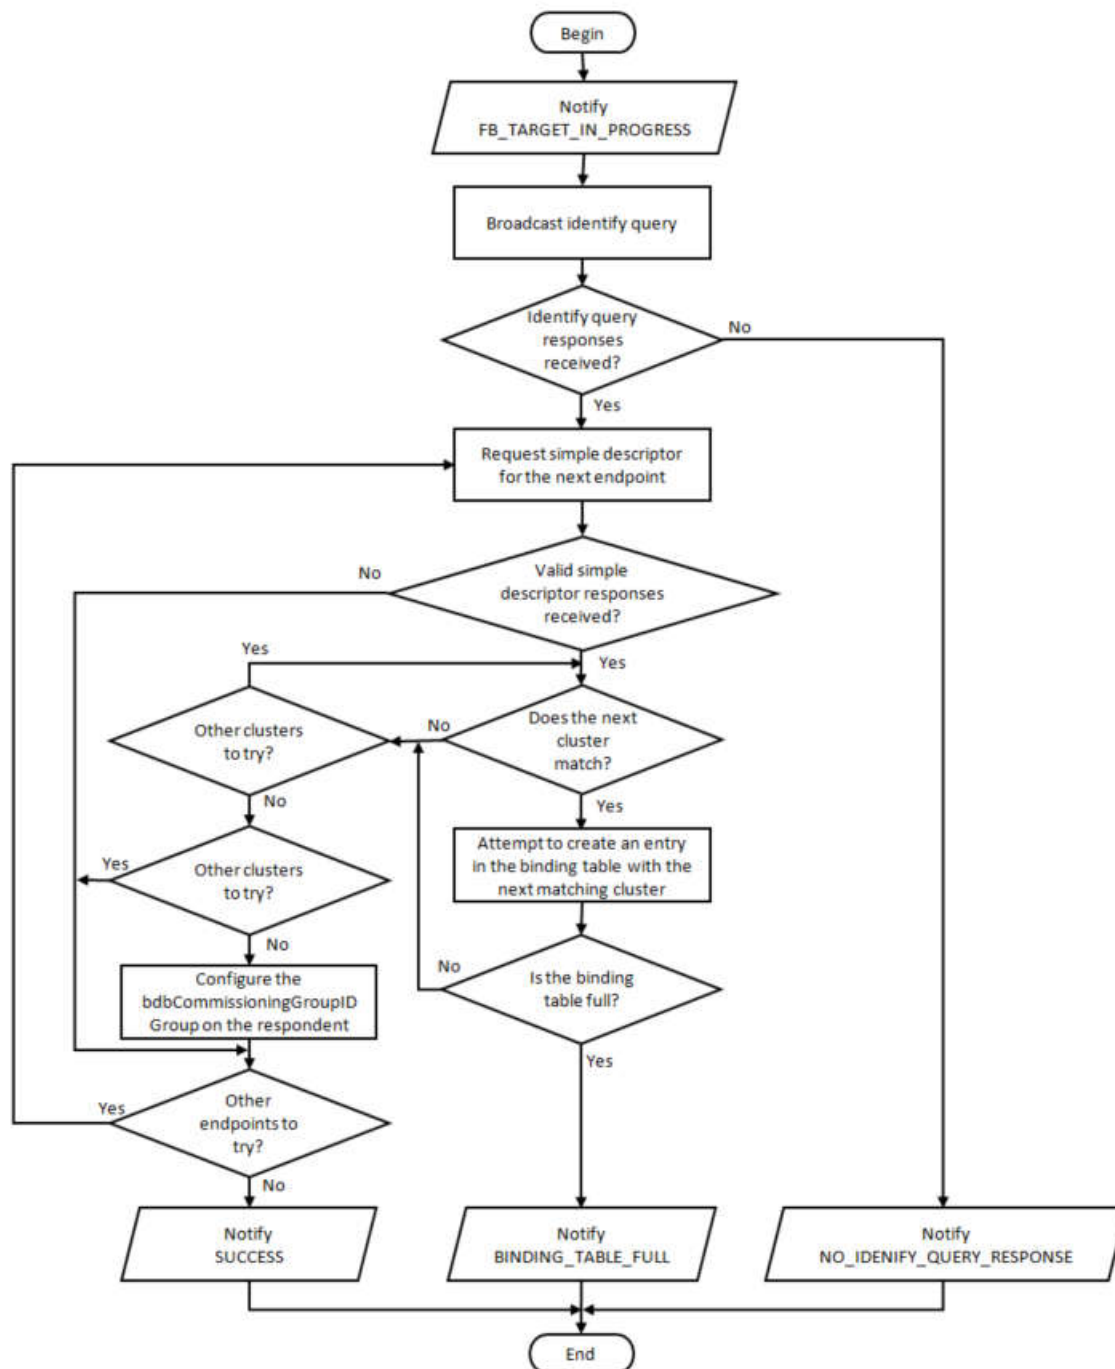 Begin
Notify
FB_TARGET_IN_PROGRESS
Broadcast identify query
Identify query
responses
received?
No
Yes
Request simple descriptor
for the next endpoint
No
Valid simple
descriptor responses
received?
Yes
Yes
Other clusters
to try?
No
Does the next
cluster
match?
No
Yes
Yes
Other clusters
to try?
Attempt to create an entry
in the binding table with the
next matching cluster
No
Configure the
bdbCommissioningGroupID
Group on the respondent
No
Is the binding
table full?
Yes
Yes
Other
endpoints to
try?
No
Notify
SUCCESS
Notify
BINDING_TABLE_FULL
Notify
NO_IDENIFY_QUERY_RESPONSE
End